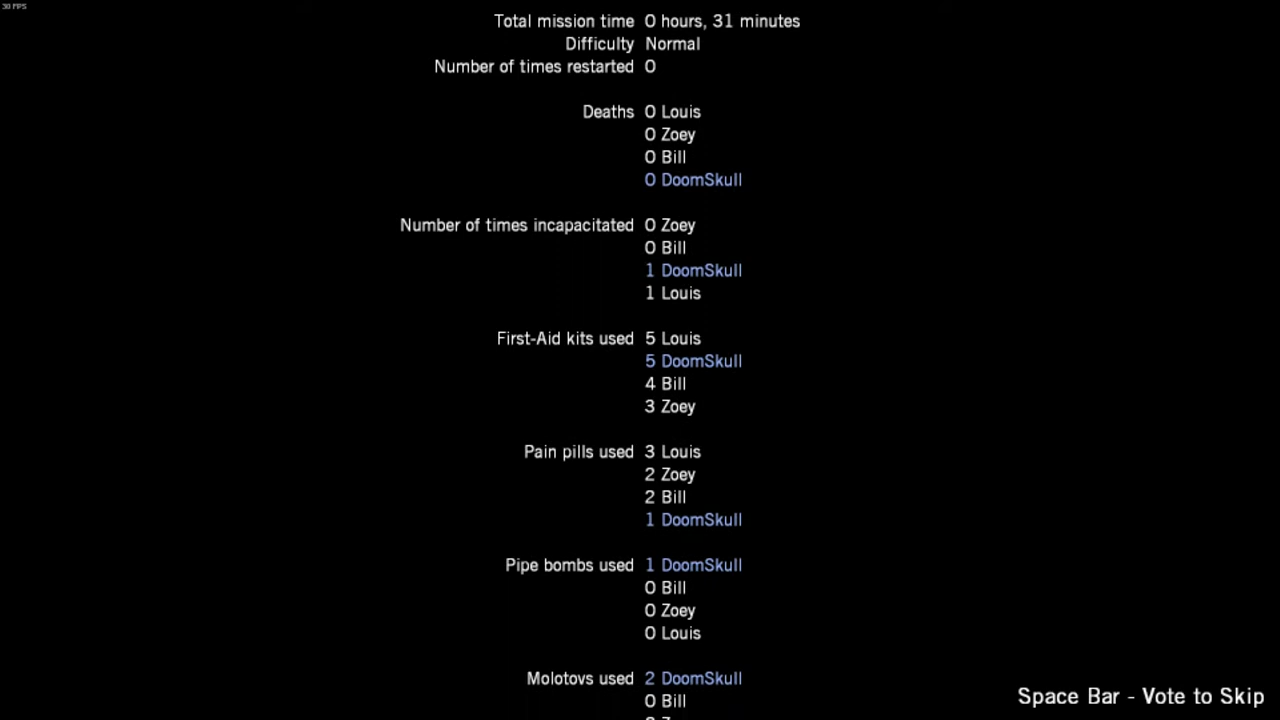 30 FPS
Total mission time 0 hours, 31 minutes
Difficulty Normal
Number of times restarted 0
Deaths 0 Louis
0 Zoey
0 Bill
0 DoomSkull
Number of times incapacitated 0 Zoey
0 Bill
1 DoomSkull
1 Louis
First-Aid kits used 5 Louis
5 DoomSkull
4 Bill
3 Zoey
Pain pills used 3 Louis
2 Zoey
2 Bill
1 DoomSkull
Pipe bombs used 1 DoomSkull
0 Bill
0 Zoey
0 Louis
Molotovs used 2 DoomSkull
0 Bill
Space Bar - Vote to Skip